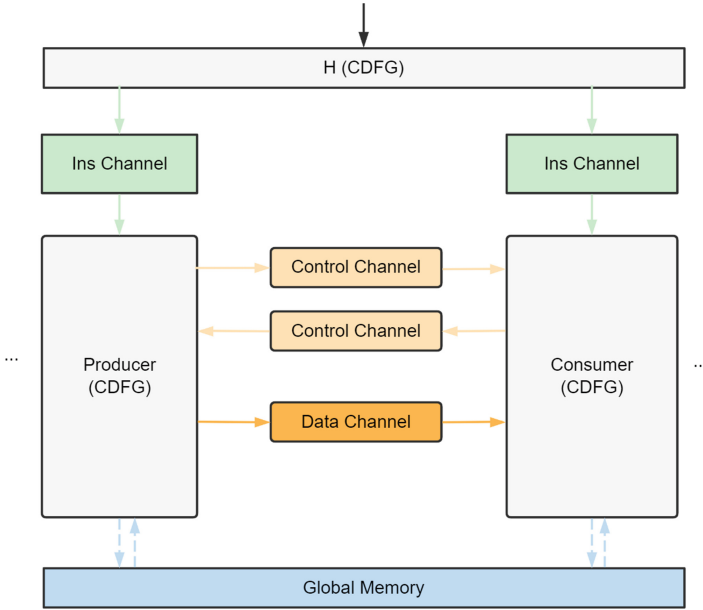 H (CDFG)
Ins Channel
Ins Channel
Control Channel
Control Channel
...
Producer
(CDFG)
Consumer
(CDFG)
..
Data Channel
Global Memory